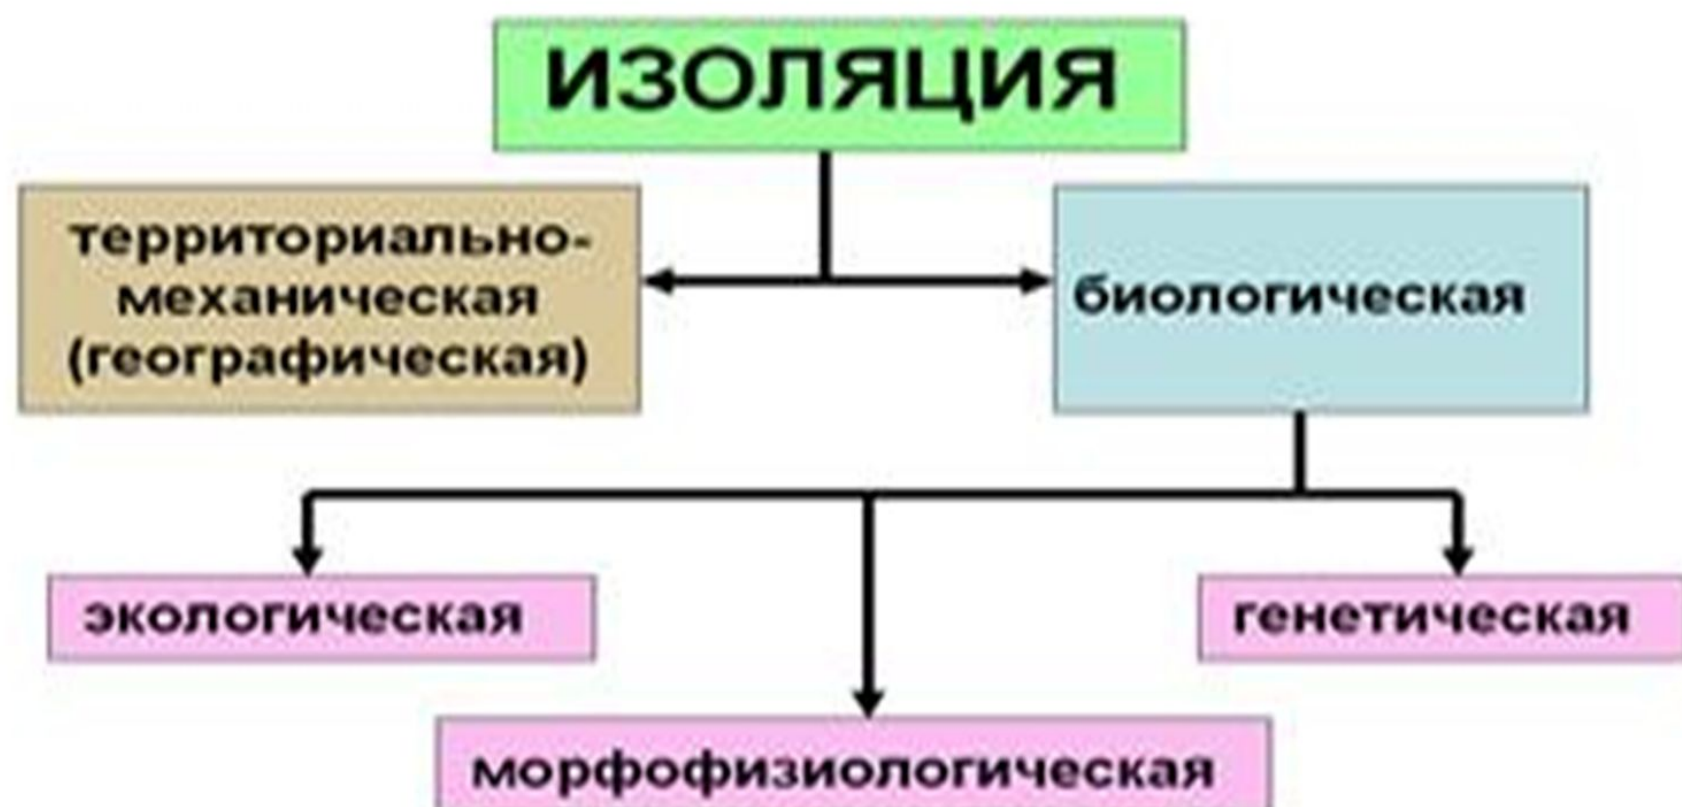 ИЗОЛЯЦИЯ
территориально-
механическая
(географическая)
биологическая
экологическая
генетическая
морфофизиологическая